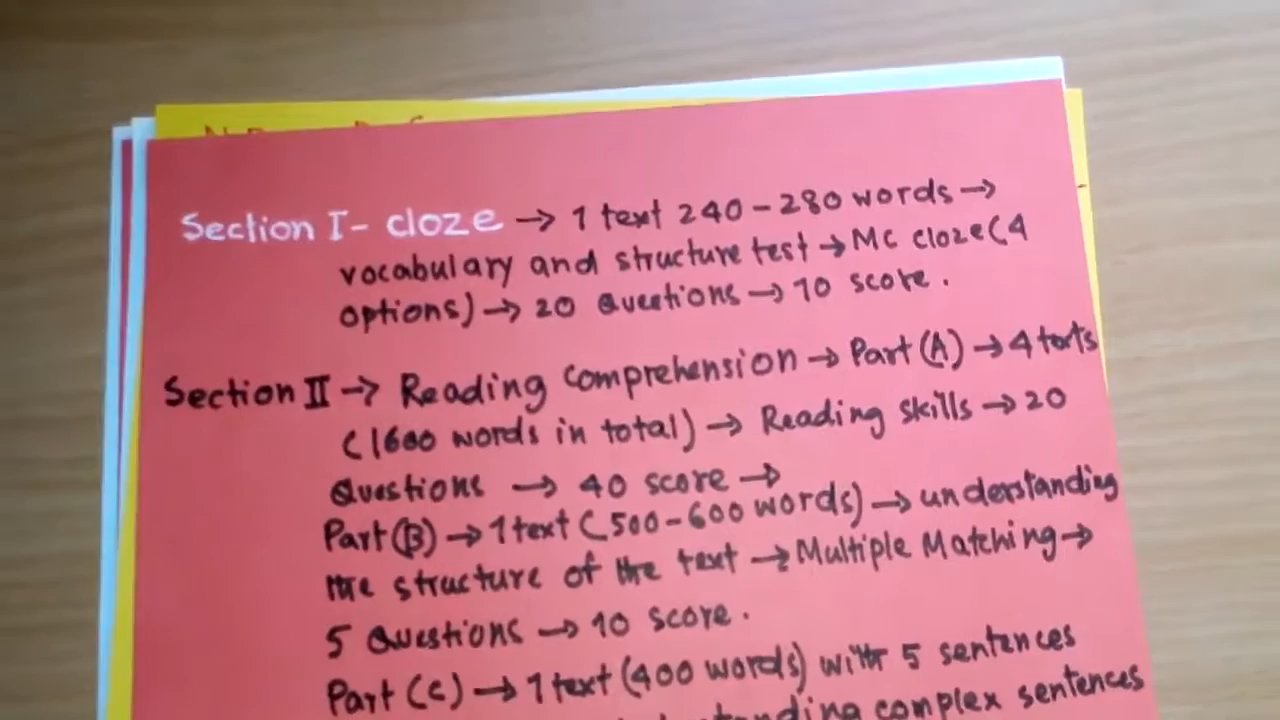 Section I - cloze → 1 text 240-280 words →
vocabulary and structure test → MC cloze (4
options) → 20 Questions → 10 score.
Section II → Reading comprehension → Part (A) → 4 texts
(1600 words in total) → Reading skills → 20
Questions → 40 score →
Part (B) → 1 text (500-600 words) → understanding
the structure of the text → Multiple Matching →
5 Questions → 10 score.
Part (C) → 1 text (400 words) with 5 sentences
complex sentences